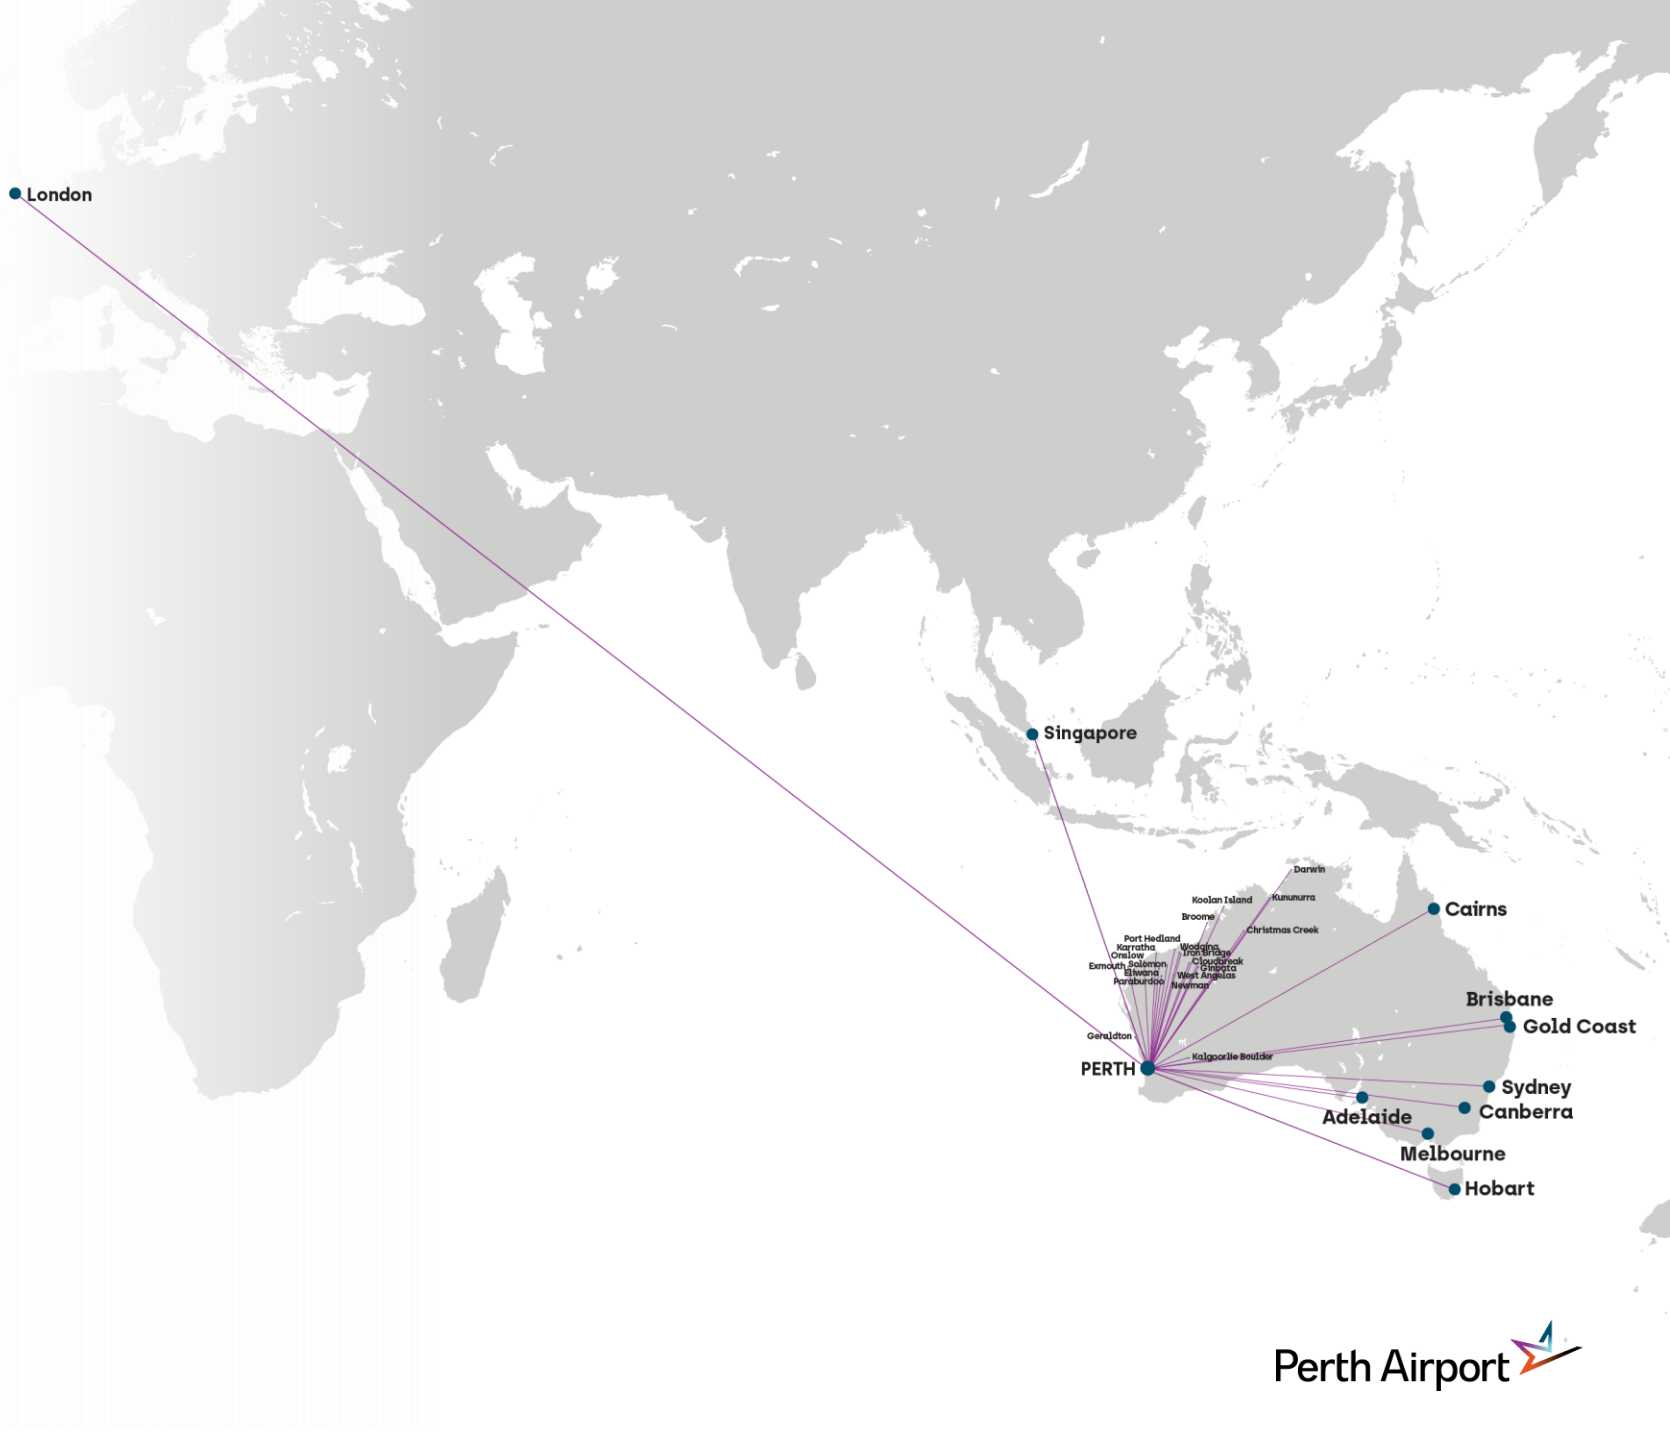 London
Singapore
Darwin
Koolan Island
Kununurra
Cairns
Broome
Christmas Creek
Port Hedland
Karratha
Wodgina
Onslow
Iron Bridge
Exmouth
Solomon
Cloudbreak
Eliwana
Ginbata
Paraburdoo
West Angelas
Newman
Brisbane
Gold Coast
Geraldton
Kalgoorlie Boulder
PERTH
Sydney
Adelaide
Canberra
Melbourne
Hobart
Perth Airport